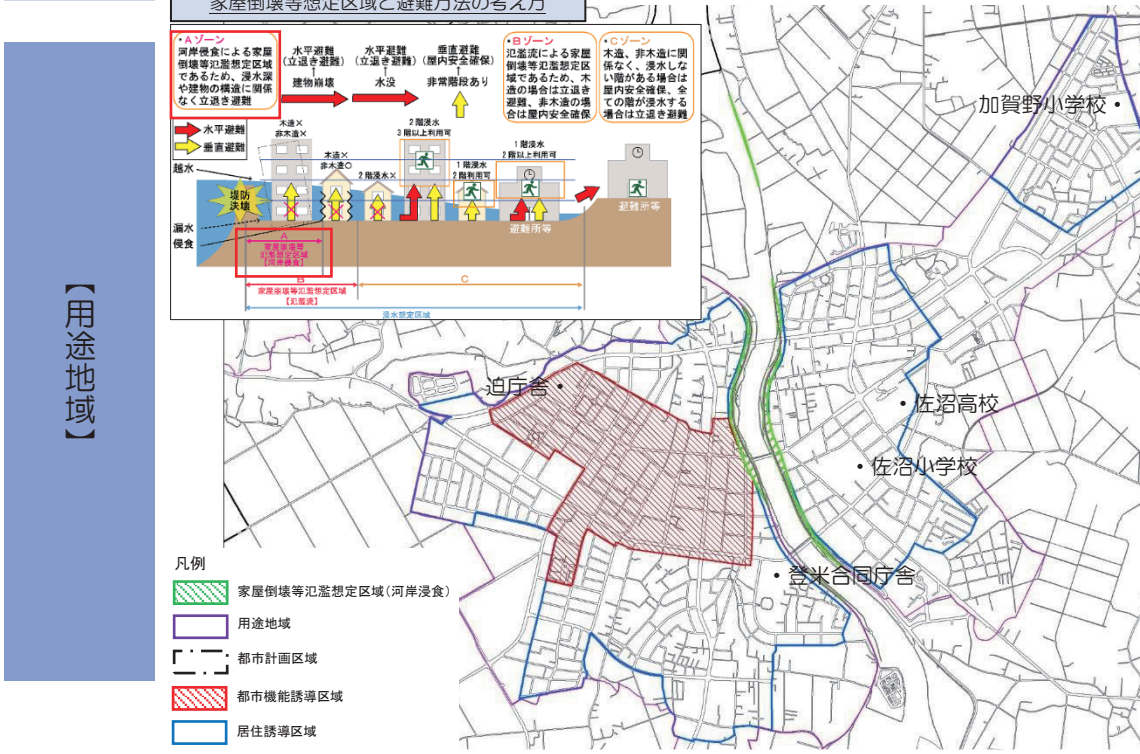 家屋倒壊等想定区域と避難方法の考え方
・Aゾーン
河岸侵食による家屋
倒壊等氾濫想定区域
であるため、浸水深
や建物の構造に関係
なく立退き避難
水平避難
(立退き避難)
建物崩壊
水平避難
(立退き避難)
水没
垂直避難
(屋内安全確保)
非常階段あり
・Bゾーン
氾濫流による家屋
倒壊等氾濫想定区
域であるため、木
造の場合は立退き
避難、非木造の場
合は屋内安全確保
・Cゾーン
木造、非木造に関
係なく、浸水しな
い階がある場合は
屋内安全確保、全
ての階が浸水する
場合は立退き避難
水平避難
垂直避難
木造×
非木造×
木造×
非木造○
2階浸水×
2階浸水
3階以上利用可
1階浸水
2階利用可
1階浸水
2階以上利用可
越水
堤防
決壊
漏水
侵食
避難所等
避難所等
A
家屋崩壊等
氾濫想定区域
【河岸侵食】
B
家屋崩壊等氾濫想定区域
【氾濫流】
C
浸水想定区域
【用途地域】
加賀野小学校・
迫庁舎・
・佐沼高校
・佐沼小学校
・登米合同庁舎
凡例
家屋倒壊等氾濫想定区域(河岸浸食)
用途地域
都市計画区域
都市機能誘導区域
居住誘導区域